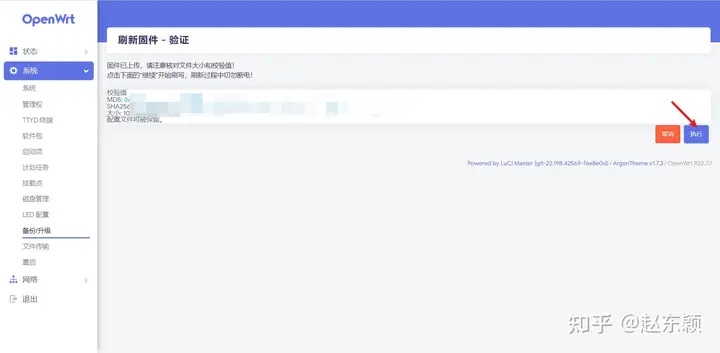 OpenWrt
状态
系统
系统
管理权
TTYD 终端
软件包
启动项
计划任务
挂载点
磁盘管理
LED 配置
备份/升级
文件传输
重启
网络
退出
刷新固件 - 验证
固件已上传，请注意核对文件大小和校验值！
点击下面的“继续”开始刷写，刷新过程中切勿断电！
校验值
MD5:
SHA256
大小:
配置文件将被保留。
取消
执行
Powered by LuCI Master (git-22.198.42569-f6e8e0d) / ArgonTheme v1.7.3 / OpenWrt R22.7.7
知乎 @赵东颖